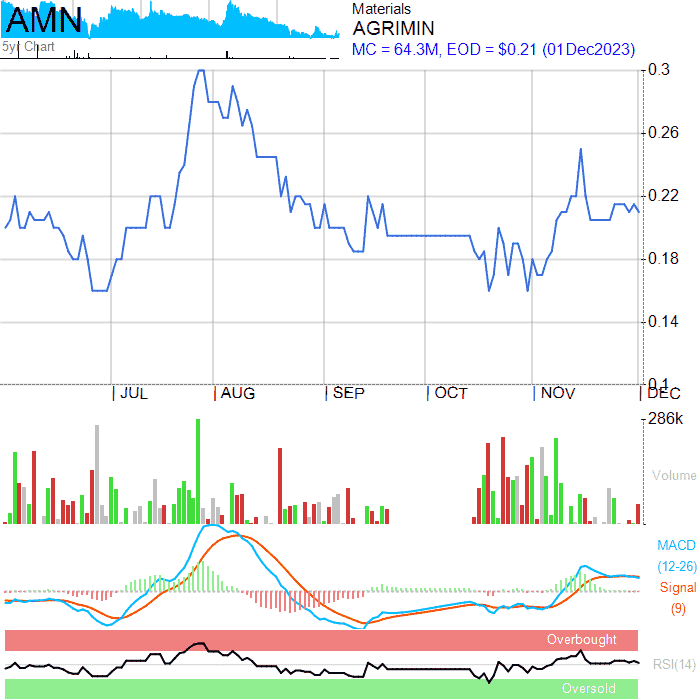 AMN
5yr Chart
Materials
AGRIMIN
MC = 64.3M, EOD = $0.21 (01Dec2023)
0.3
0.26
0.22
0.18
0.14
0.1
JUL
AUG
SEP
OCT
NOV
DEC
286k
Volume
MACD
(12-26)
Signal
(9)
Overbought
RSI(14)
Oversold